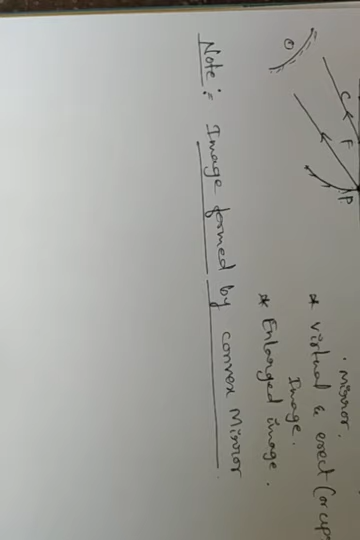 O
C
F
P
Mirror.
* Virtual & erect (or up
Image.
* Enlarged image.
Note:- Image formed by convex Mirror